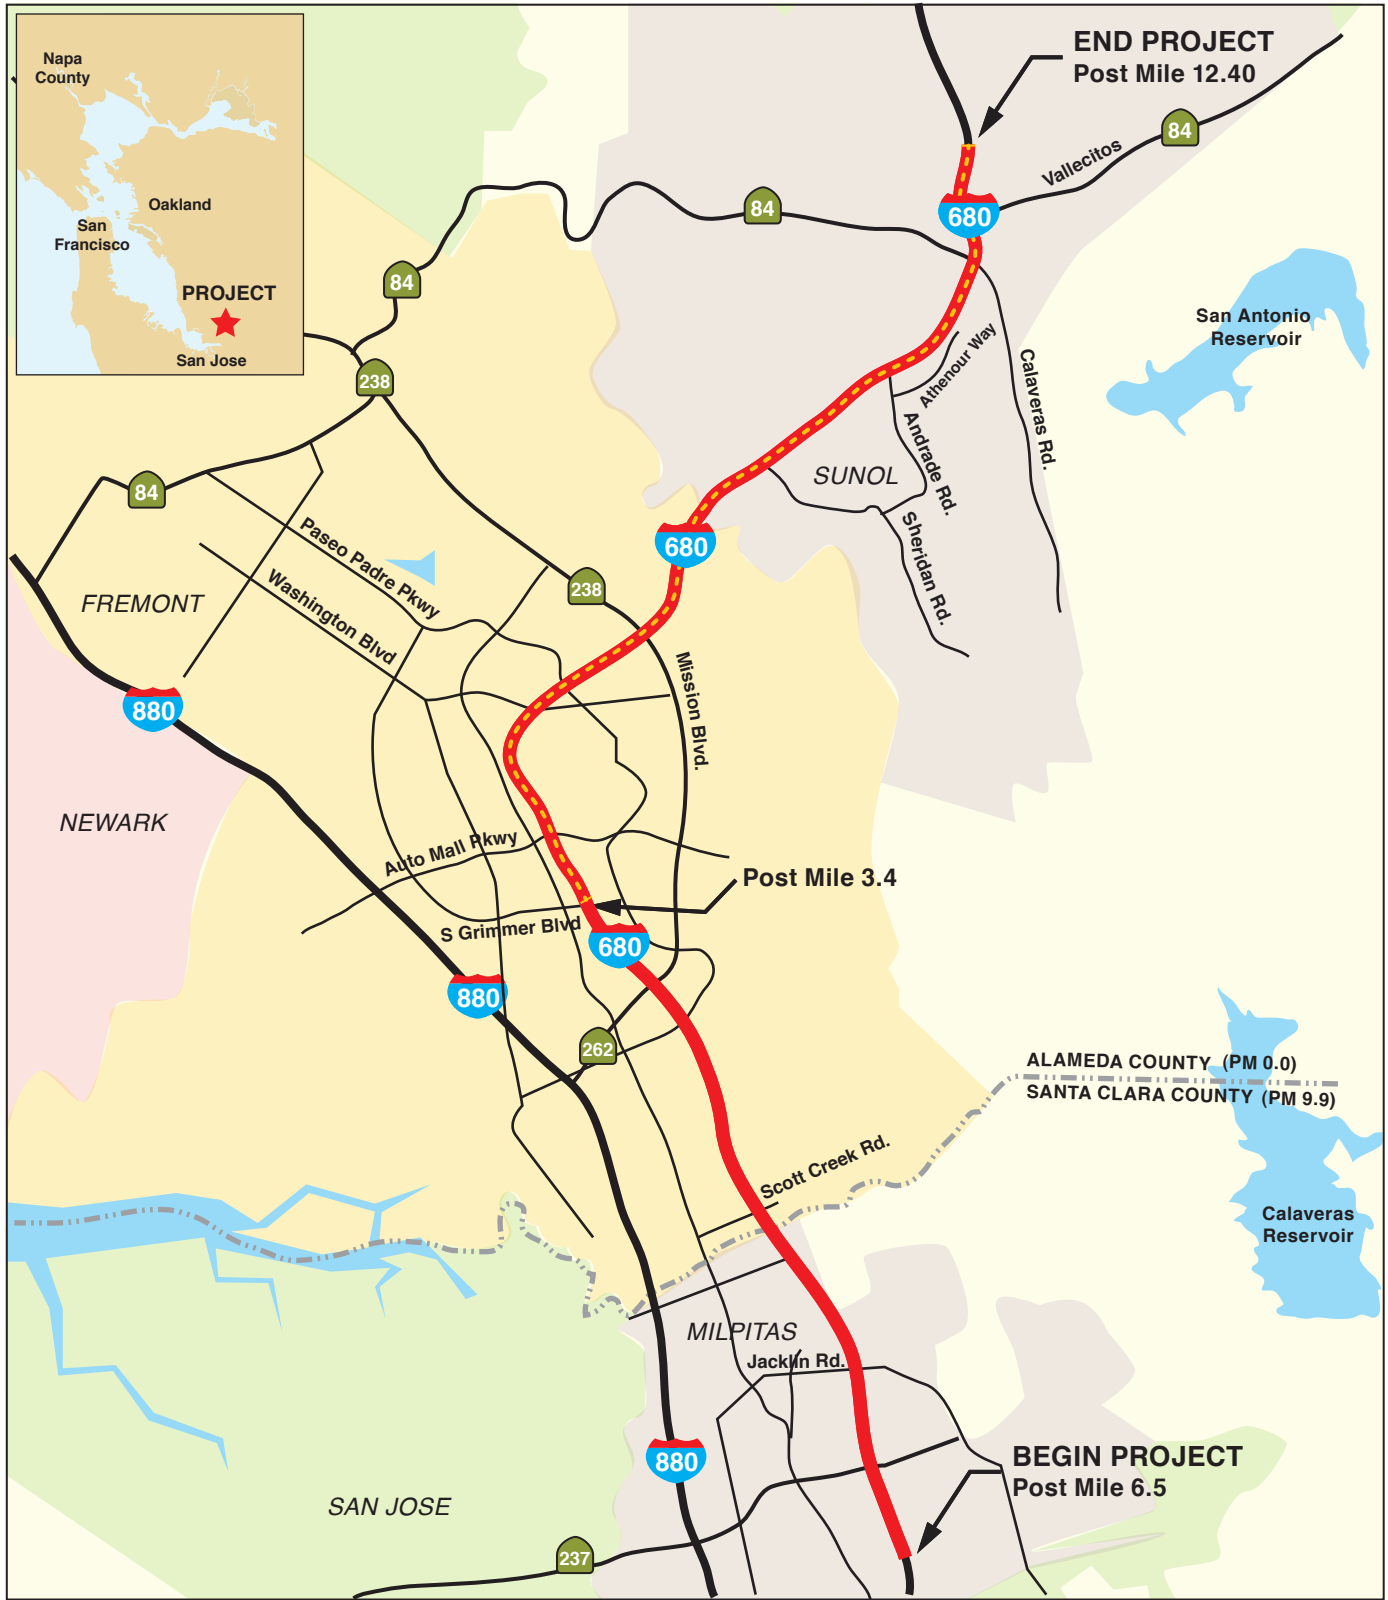 Napa
County
Oakland
San
Francisco
PROJECT
San Jose
END PROJECT
Post Mile 12.40
84
Vallecitos
680
84
84
San Antonio
Reservoir
238
Athenour Way
Calaveras Rd.
Andrade Rd.
SUNOL
84
Sheridan Rd.
680
Paseo Padre Pkwy
Washington Blvd
238
FREMONT
Mission Blvd.
880
NEWARK
Auto Mall Pkwy
Post Mile 3.4
S Grimmer Blvd
680
880
262
ALAMEDA COUNTY (PM 0.0)
SANTA CLARA COUNTY (PM 9.9)
Scott Creek Rd.
Calaveras
Reservoir
MILPITAS
Jacklin Rd.
880
BEGIN PROJECT
Post Mile 6.5
SAN JOSE
237